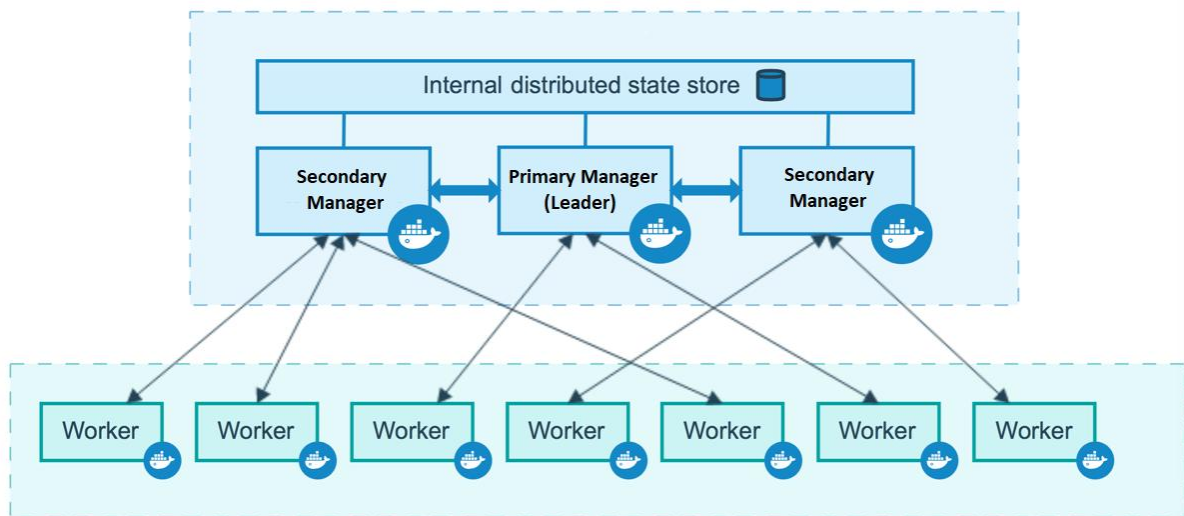 Internal distributed state store
Secondary
Manager
Primary Manager
(Leader)
Secondary
Manager
Worker
Worker
Worker
Worker
Worker
Worker
Worker